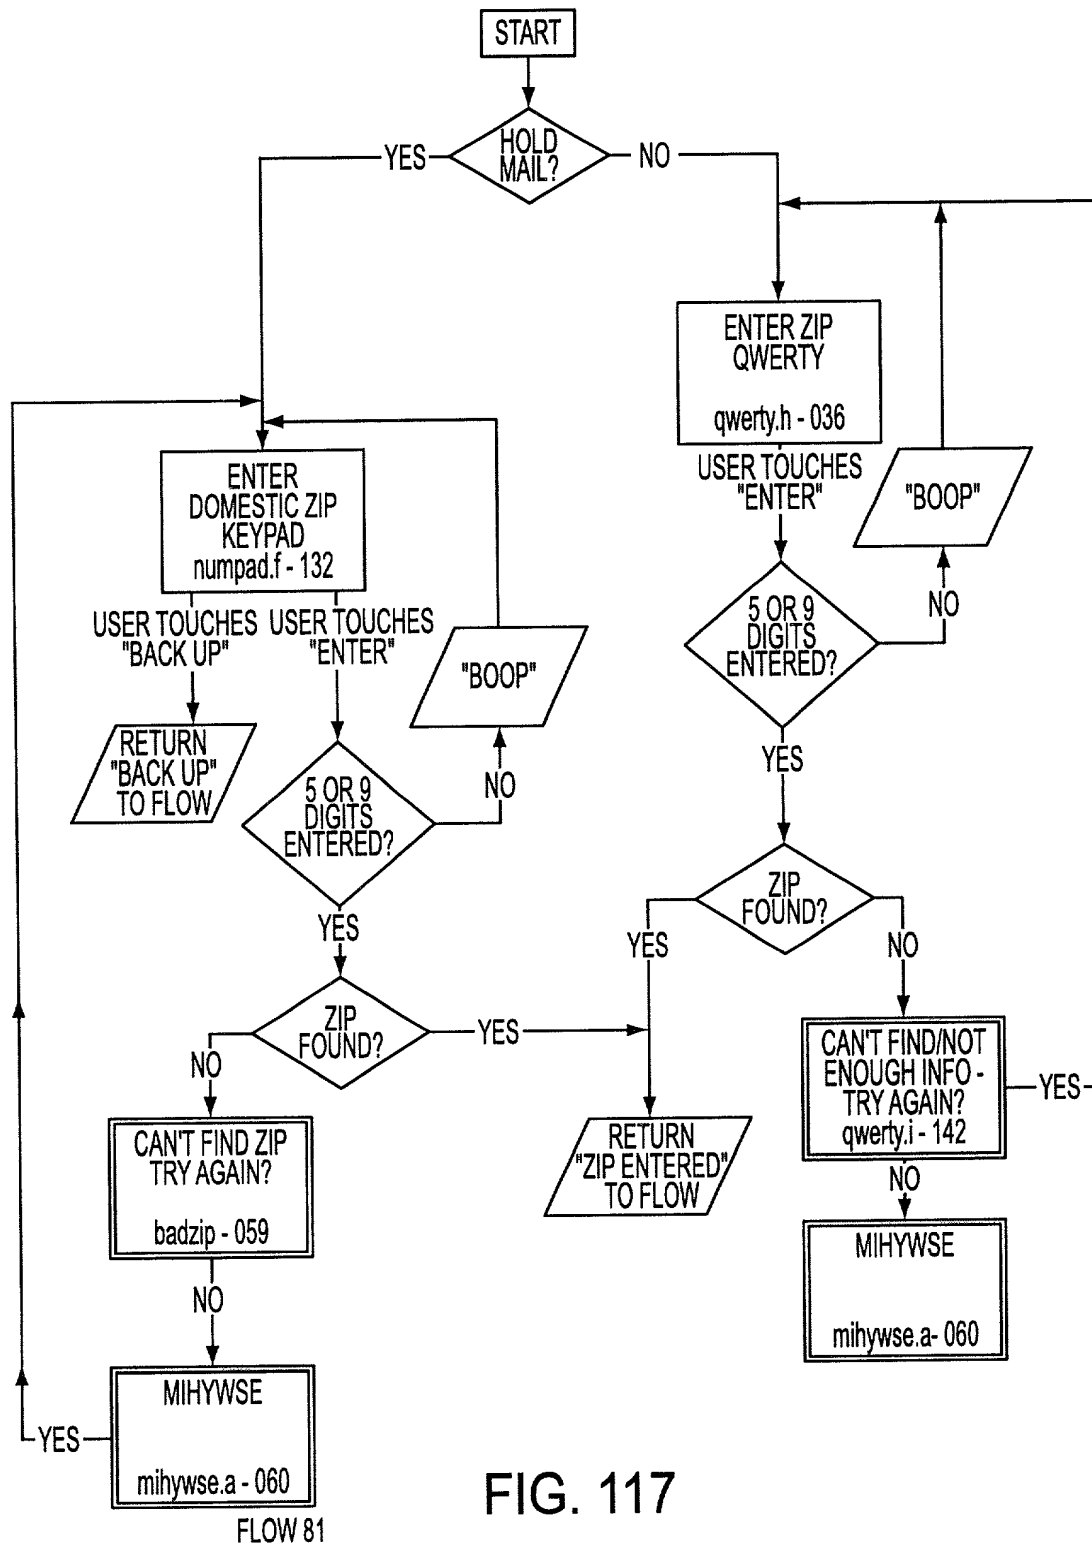 START
HOLD
MAIL?
YES
NO
ENTER ZIP
QWERTY
qwerty.h - 036
USER TOUCHES
"ENTER"
"BOOP"
NO
5 OR 9
DIGITS
ENTERED?
YES
ZIP
FOUND?
YES
NO
CAN'T FIND/NOT
ENOUGH INFO -
TRY AGAIN?
qwerty.i - 142
YES
NO
MIHYWSE
mihywse.a- 060
ENTER
DOMESTIC ZIP
KEYPAD
numpad.f - 132
USER TOUCHES
"BACK UP"
USER TOUCHES
"ENTER"
"BOOP"
RETURN
"BACK UP"
TO FLOW
5 OR 9
DIGITS
ENTERED?
NO
YES
ZIP
FOUND?
YES
NO
RETURN
"ZIP ENTERED"
TO FLOW
CAN'T FIND ZIP
TRY AGAIN?
badzip - 059
NO
MIHYWSE
mihywse.a - 060
YES
FLOW 81
FIG. 117